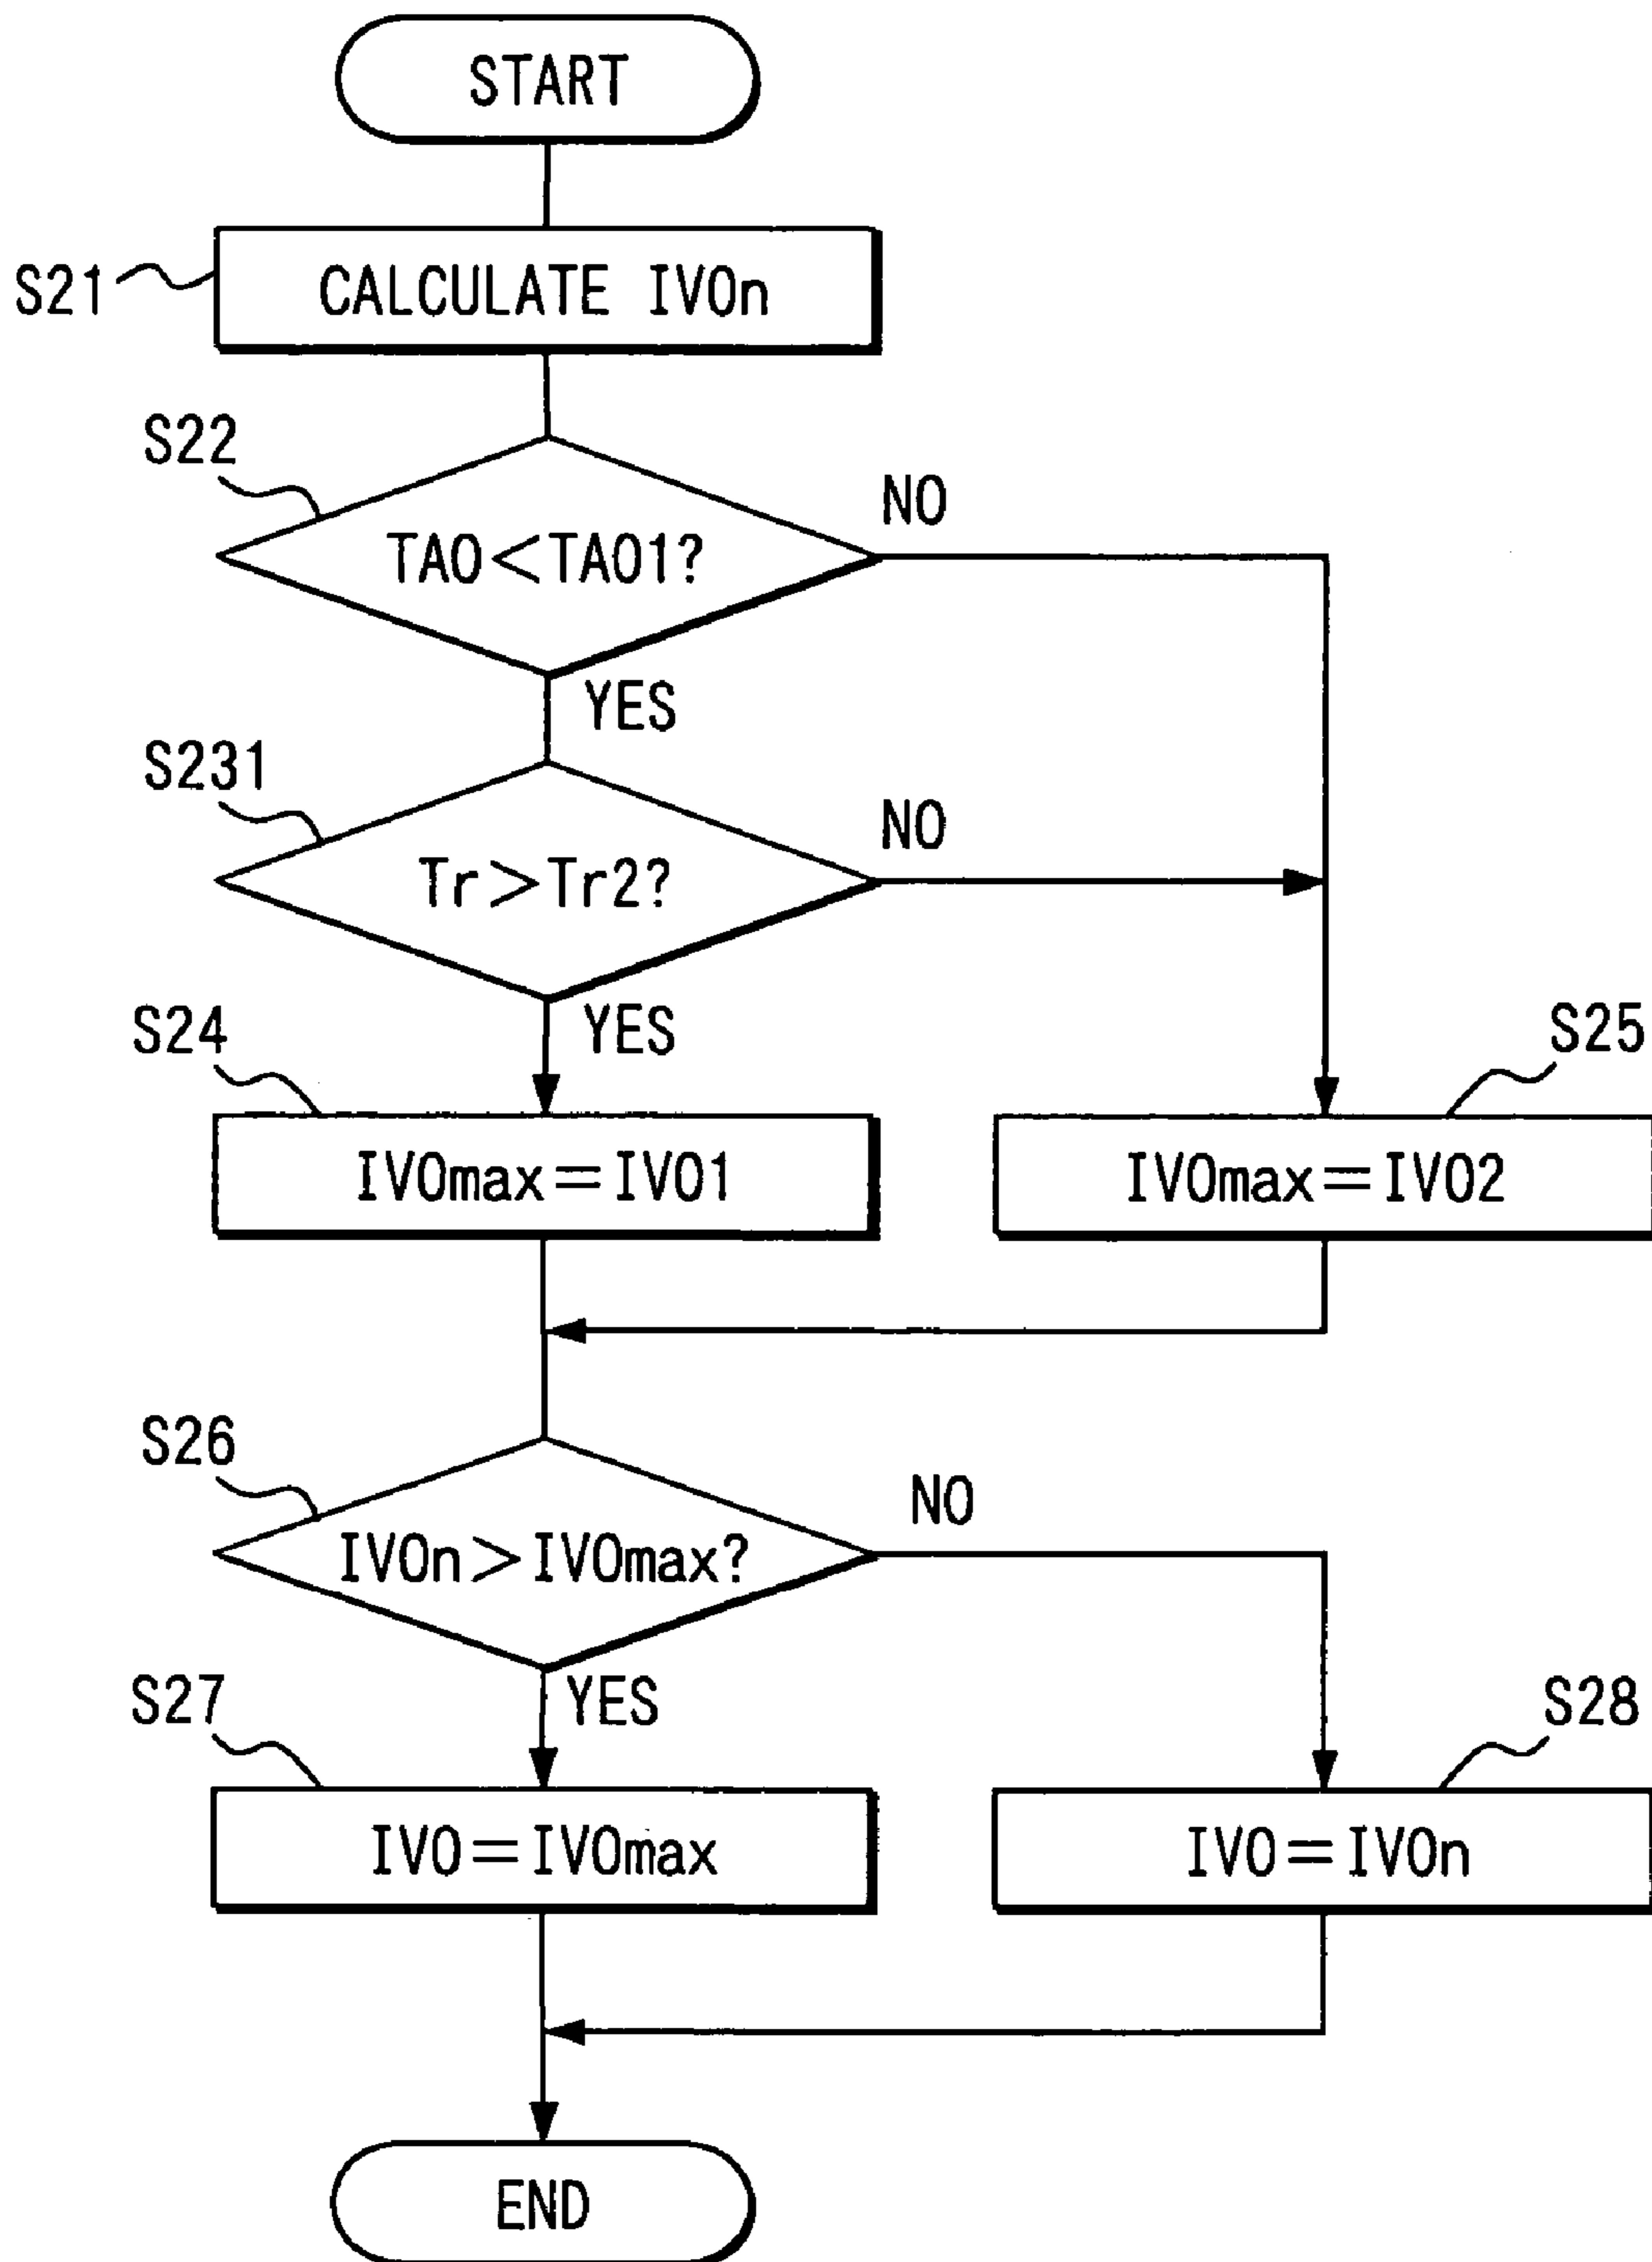 START
S21
CALCULATE IVOn
S22
TAO<TAO1?
NO
YES
S231
Tr>Tr2?
NO
YES
S24
S25
IVOmax=IVO1
IVOmax=IVO2
S26
IVOn>IVOmax?
NO
YES
S27
S28
IVO=IVOmax
IVO=IVOn
END